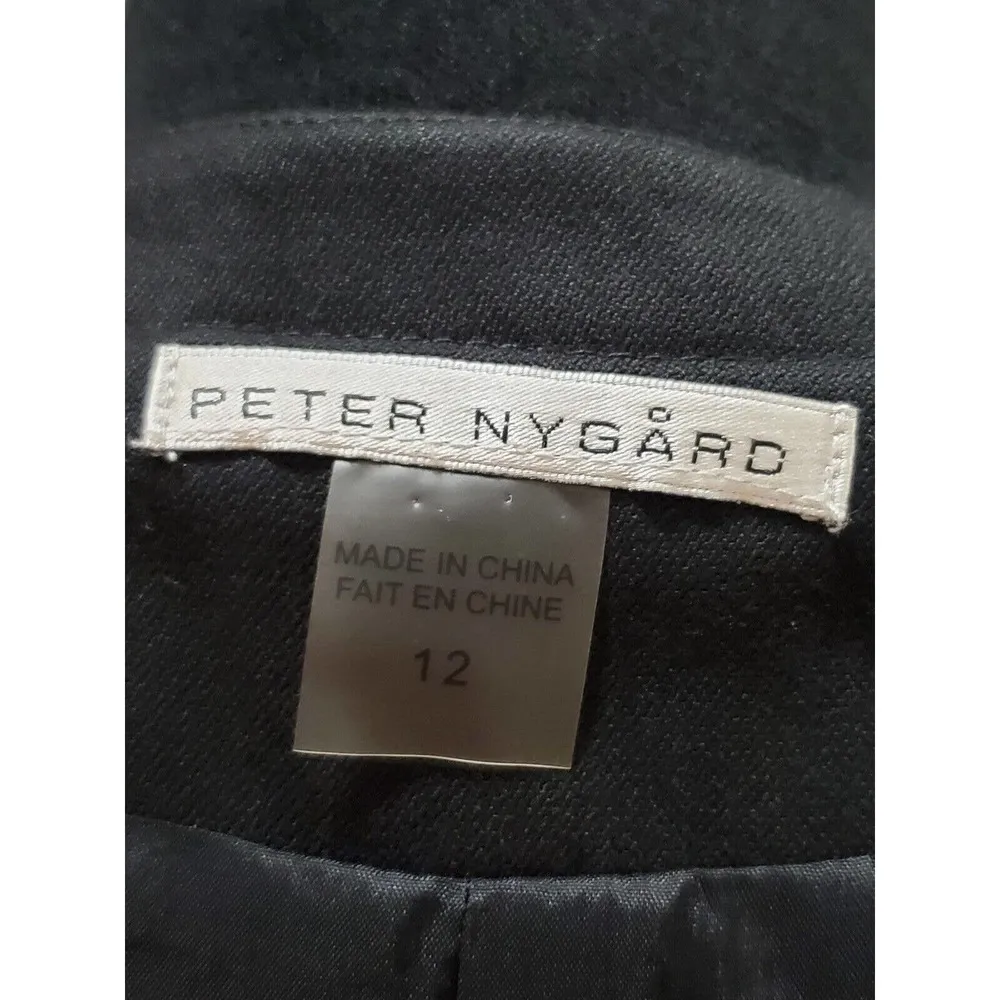 PETER NYGÅRD
MADE IN CHINA
FAIT EN CHINE
12